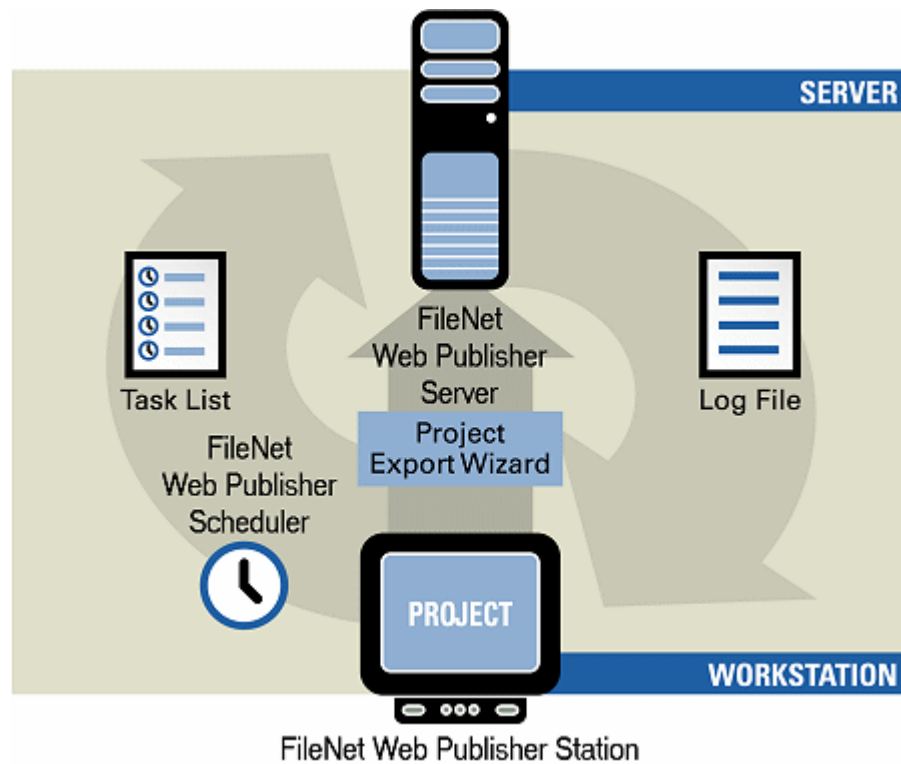 SERVER
FileNet
Web Publisher
Server
Task List
Log File
Project
Export Wizard
FileNet
Web Publisher
Scheduler
PROJECT
WORKSTATION
FileNet Web Publisher Station